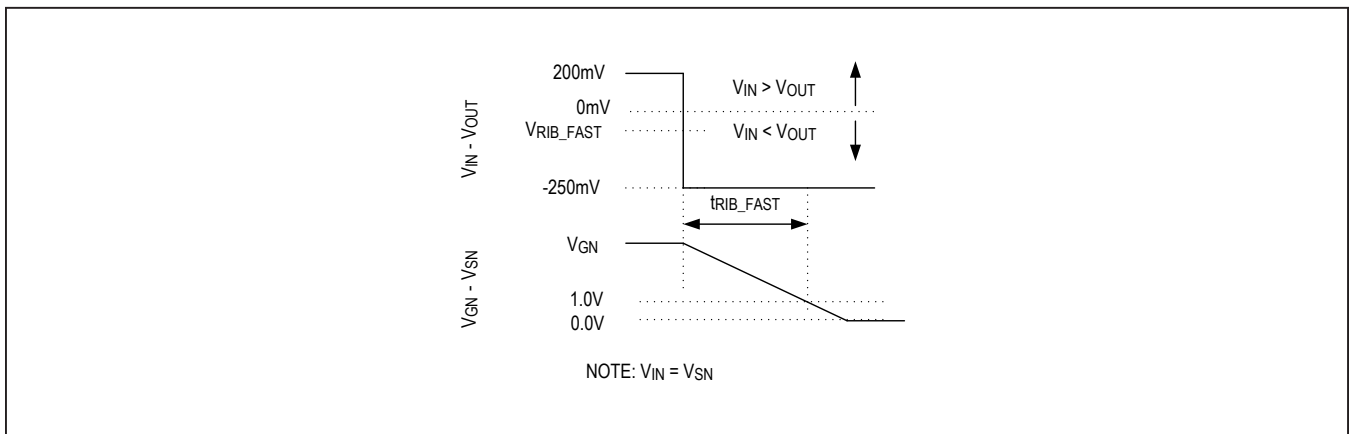 200mV
VIN > VOUT
0mV
VIN - VOUT
VRIB_FAST
VIN < VOUT
-250mV
tRIB_FAST
VGN
VGN - VSN
1.0V
0.0V
NOTE: VIN = VSN